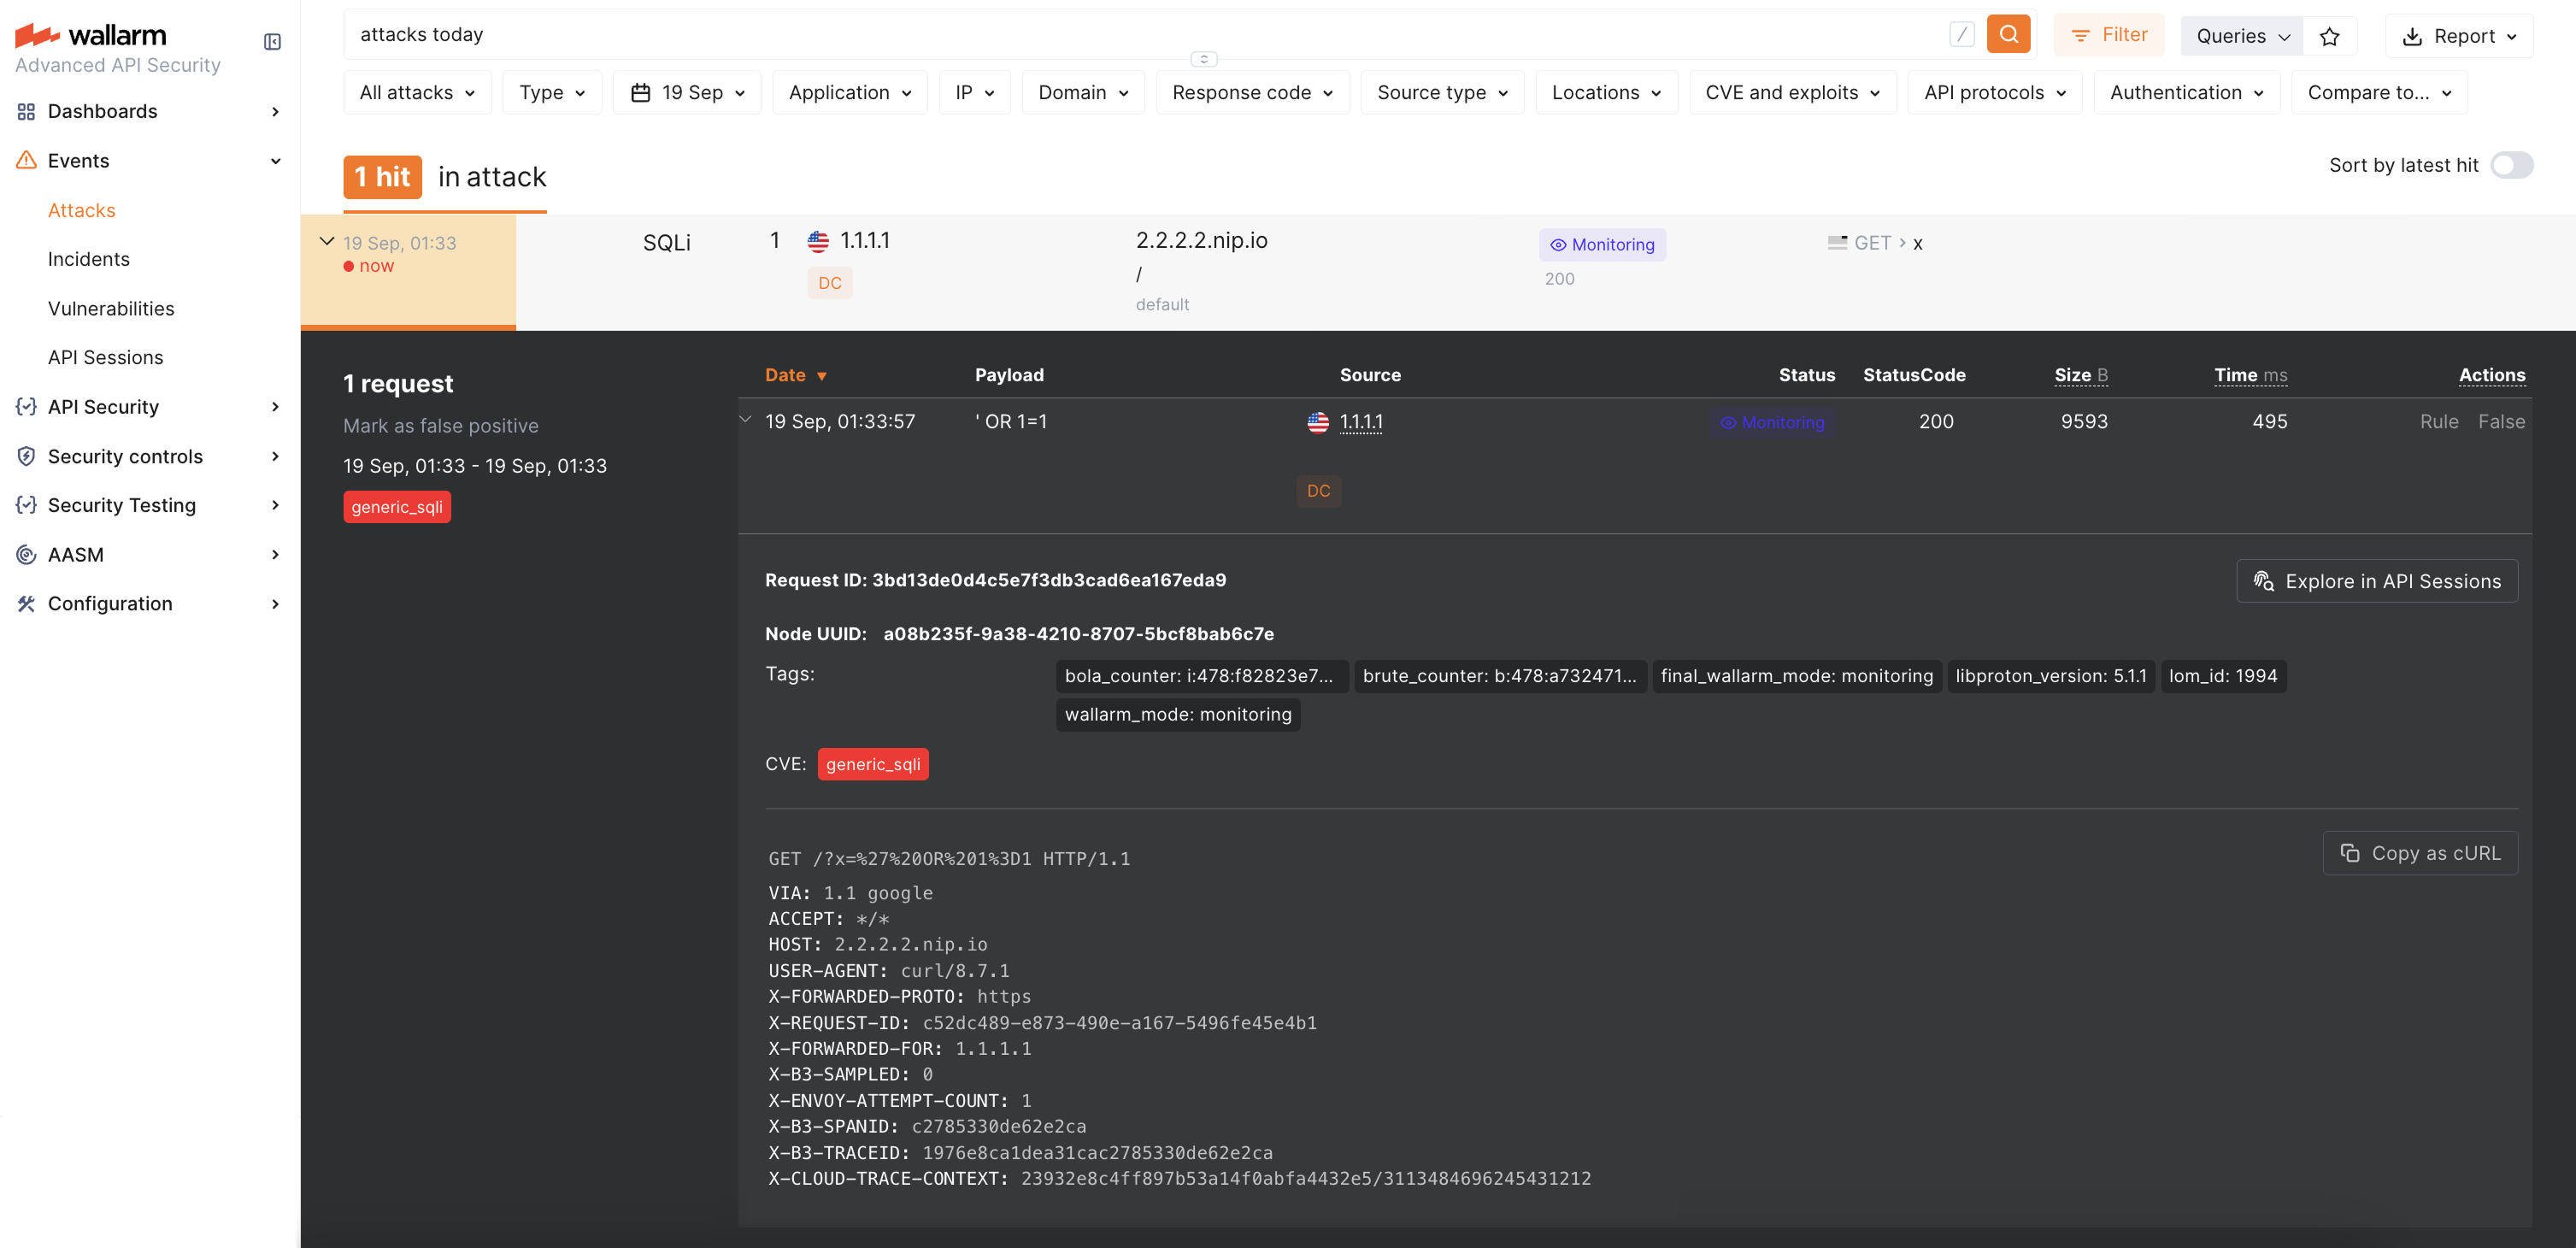 wallarm
Advanced API Security
Dashboards
Events
Attacks
Incidents
Vulnerabilities
API Sessions
API Security
Security controls
Security Testing
AASM
Configuration
attacks today
/
Filter
Queries
Report
All attacks
Type
19 Sep
Application
IP
Domain
Response code
Source type
Locations
CVE and exploits
API protocols
Authentication
Compare to...
1 hit in attack
Sort by latest hit
19 Sep, 01:33
now
SQLi
1
1.1.1.1
DC
2.2.2.2.nip.io
/
default
Monitoring
200
GET › x
1 request
Mark as false positive
19 Sep, 01:33 - 19 Sep, 01:33
generic_sqli
Date Payload Source Status StatusCode Size B Time ms Actions
19 Sep, 01:33:57 ' OR 1=1 1.1.1.1 Monitoring 200 9593 495 Rule False
DC
Request ID: 3bd13de0d4c5e7f3db3cad6ea167eda9
Explore in API Sessions
Node UUID: a08b235f-9a38-4210-8707-5bcf8bab6c7e
Tags: bola_counter: i:478:f82823e7... brute_counter: b:478:a732471... final_wallarm_mode: monitoring libproton_version: 5.1.1 lom_id: 1994
wallarm_mode: monitoring
CVE: generic_sqli
GET /?x=%27%20OR%201%3D1 HTTP/1.1
Copy as cURL
VIA: 1.1 google
ACCEPT: */*
HOST: 2.2.2.2.nip.io
USER-AGENT: curl/8.7.1
X-FORWARDED-PROTO: https
X-REQUEST-ID: c52dc489-e873-490e-a167-5496fe45e4b1
X-FORWARDED-FOR: 1.1.1.1
X-B3-SAMPLED: 0
X-ENVOY-ATTEMPT-COUNT: 1
X-B3-SPANID: c2785330de62e2ca
X-B3-TRACEID: 1976e8ca1dea31cac2785330de62e2ca
X-CLOUD-TRACE-CONTEXT: 23932e8c4ff897b53a14f0abfa4432e5/3113484696245431212